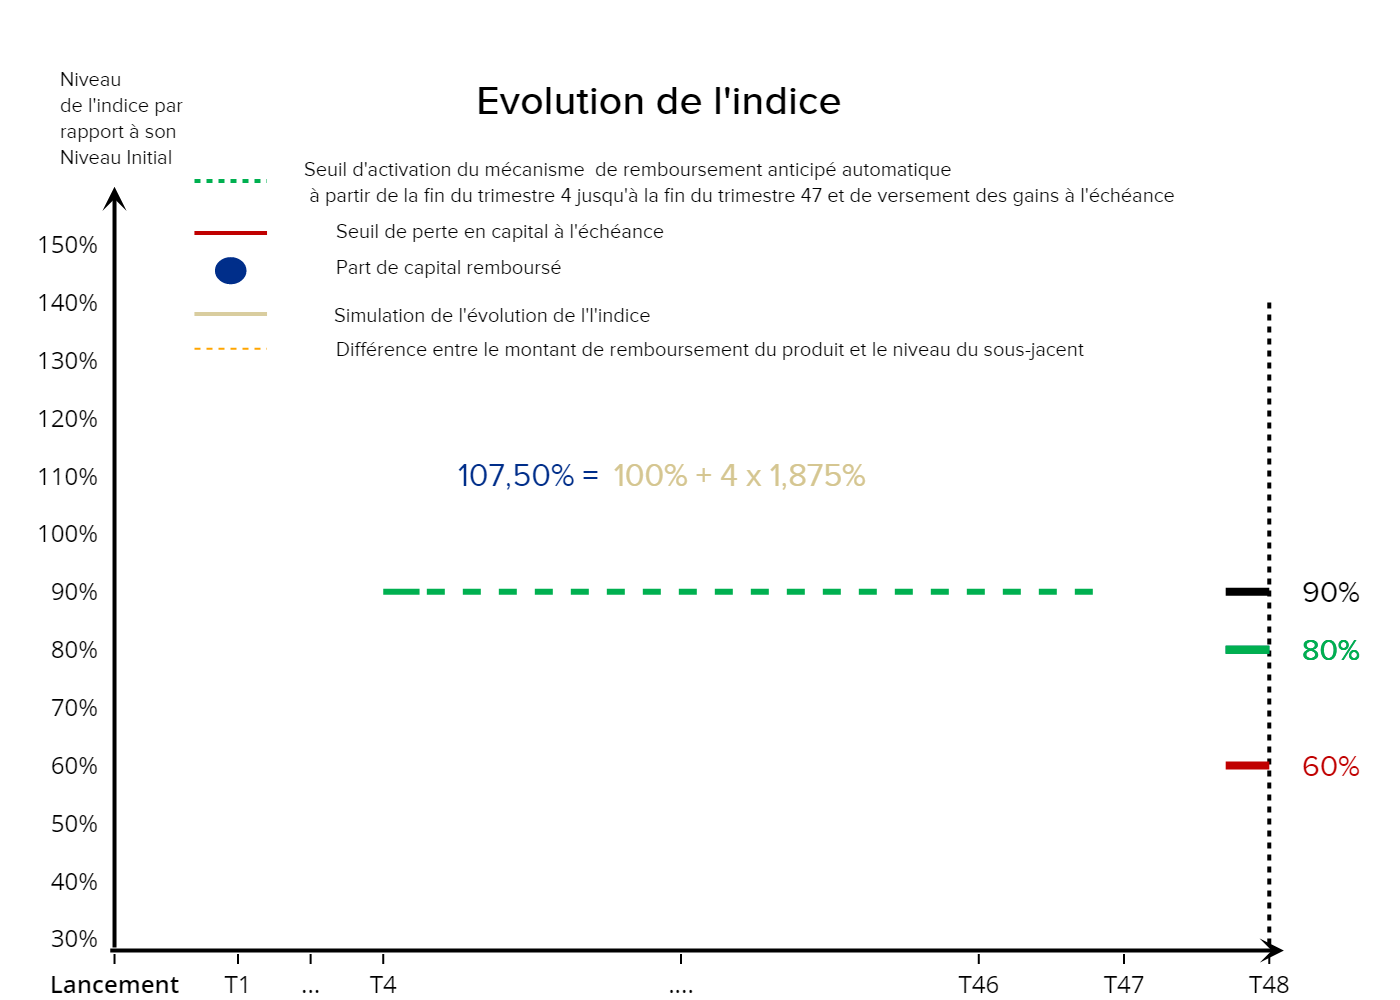 Niveau
de l'indice par
rapport à son
Niveau Initial
Evolution de l'indice
Seuil d'activation du mécanisme  de remboursement anticipé automatique
à partir de la fin du trimestre 4 jusqu'à la fin du trimestre 47 et de versement des gains à l'échéance
Seuil de perte en capital à l'échéance
Part de capital remboursé
Simulation de l'évolution de l'l'indice
Différence entre le montant de remboursement du produit et le niveau du sous-jacent
150%
140%
130%
120%
110%
107,50% = 100% + 4 x 1,875%
100%
90%
90%
80%
80%
70%
60%
60%
50%
40%
30%
Lancement T1 ... T4 .... T46 T47 T48